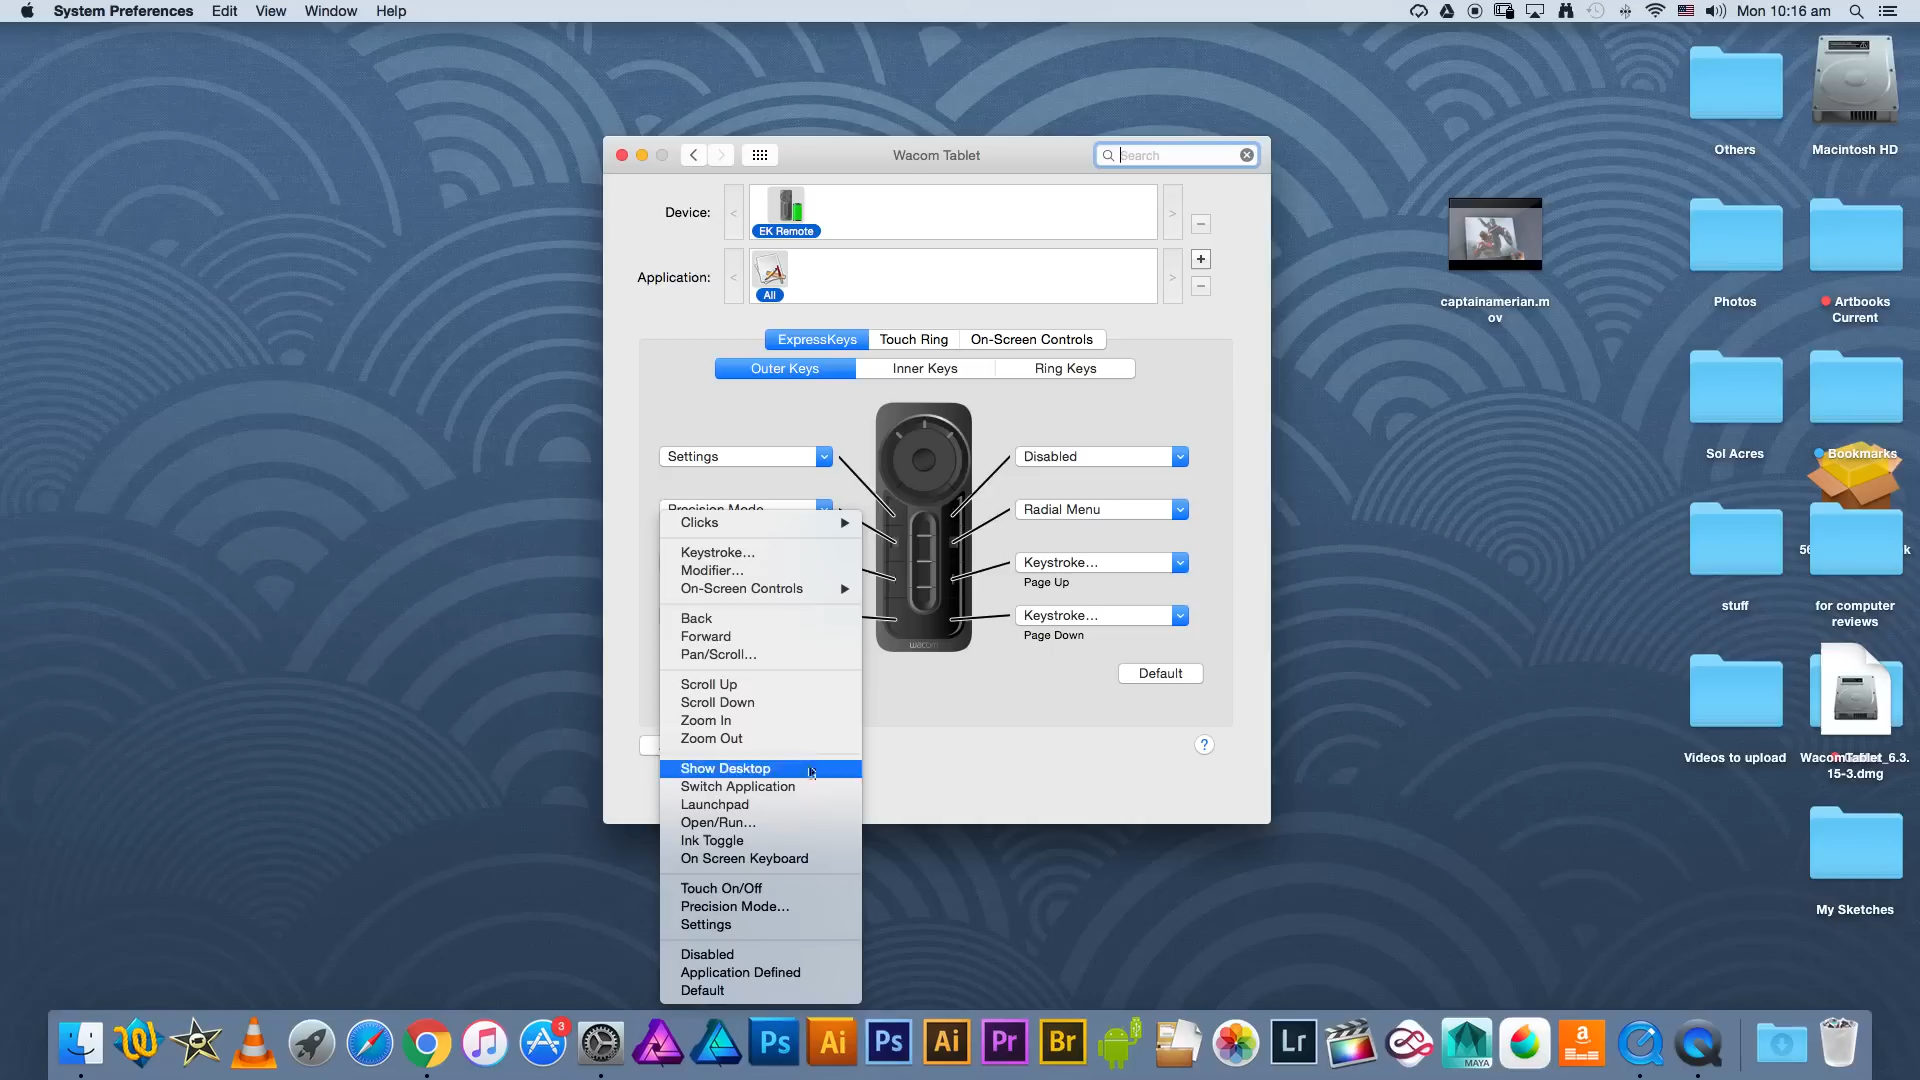 System Preferences Edit View Window Help
Mon 10:16 am
Wacom Tablet
Search
Device:
EK Remote
Application:
All
ExpressKeys Touch Ring On-Screen Controls
Outer Keys Inner Keys Ring Keys
Settings
Precision Mode
Disabled
Radial Menu
Keystroke...
Page Up
Keystroke...
Page Down
Default
wacom
?
Clicks
Keystroke...
Modifier...
On-Screen Controls
Back
Forward
Pan/Scroll...
Scroll Up
Scroll Down
Zoom In
Zoom Out
Show Desktop
Switch Application
Launchpad
Open/Run...
Ink Toggle
On Screen Keyboard
Touch On/Off
Precision Mode...
Settings
Disabled
Application Defined
Default
captainamerian.m
ov
Others
Macintosh HD
Photos
Artbooks
Current
Sol Acres
Bookmarks
stuff
for computer
reviews
Videos to upload
15-3.dmg
My Sketches
3
Ps
Ai
Ps
Ai
Pr
Br
Lr
MAYA
a